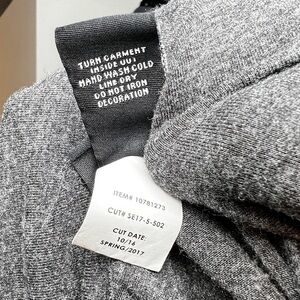 TURN GARMENT
INSIDE OUT
HAND WASH COLD
LINE DRY
DO NOT IRON
DECORATION
ITEM# 10781273
CUT# SE17-5-502
CUT DATE:
10/16
SPRING/2017